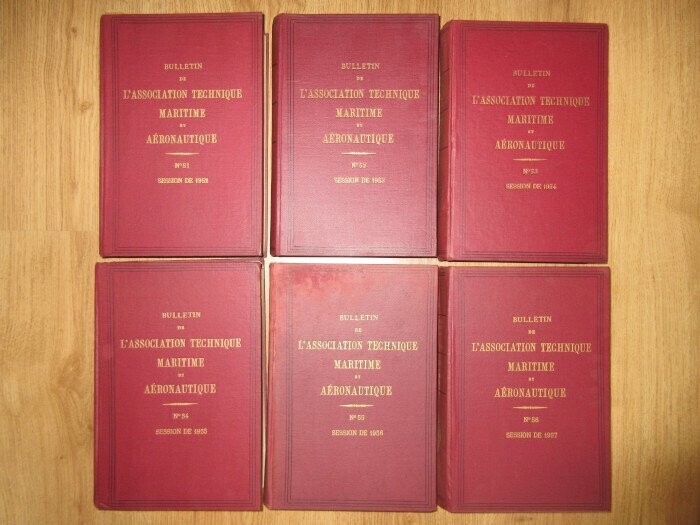 BULLETIN
DE
L'ASSOCIATION TECHNIQUE
MARITIME
ET
AÉRONAUTIQUE
N°51
SESSION DE 1952
BULLETIN
DE
L'ASSOCIATION TECHNIQUE
MARITIME
ET
AÉRONAUTIQUE
N°52
SESSION DE 1953
BULLETIN
DE
L'ASSOCIATION TECHNIQUE
MARITIME
ET
AÉRONAUTIQUE
N°53
SESSION DE 1954
BULLETIN
DE
L'ASSOCIATION TECHNIQUE
MARITIME
ET
AÉRONAUTIQUE
N°54
SESSION DE 1955
BULLETIN
DE
L'ASSOCIATION TECHNIQUE
MARITIME
ET
AÉRONAUTIQUE
N°55
SESSION DE 1956
BULLETIN
DE
L'ASSOCIATION TECHNIQUE
MARITIME
ET
AÉRONAUTIQUE
N°56
SESSION DE 1957